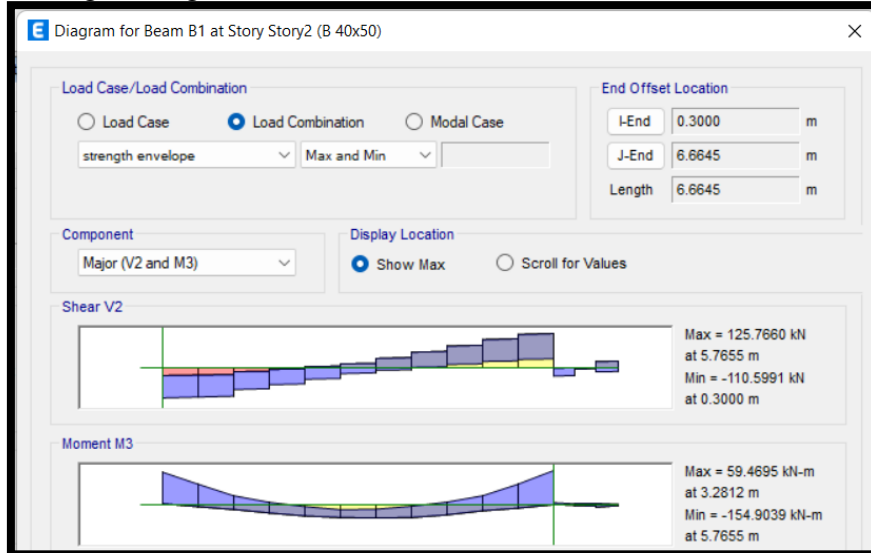 E Diagram for Beam B1 at Story Story2 (B 40x50)
Load Case/Load Combination
Load Case Load Combination Modal Case
strength envelope Max and Min
End Offset Location
I-End 0.3000 m
J-End 6.6645 m
Length 6.6645 m
Component
Major (V2 and M3)
Display Location
Show Max Scroll for Values
Shear V2
Max = 125.7660 kN
at 5.7655 m
Min = -110.5991 kN
at 0.3000 m
Moment M3
Max = 59.4695 kN-m
at 3.2812 m
Min = -154.9039 kN-m
at 5.7655 m